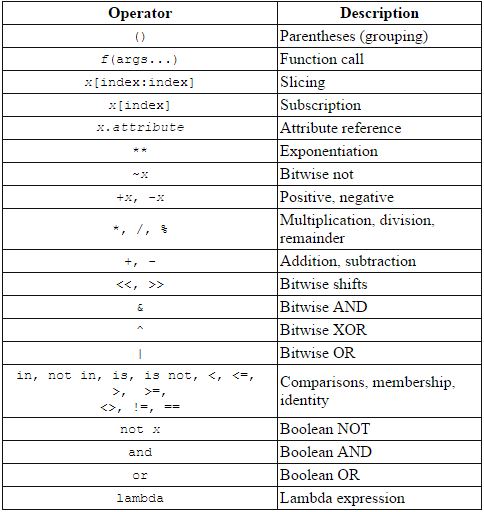 Operator Description
() Parentheses (grouping)
f(args...) Function call
x[index:index] Slicing
x[index] Subscription
x.attribute Attribute reference
** Exponentiation
~x Bitwise not
+x, -x Positive, negative
*, /, % Multiplication, division,
remainder
+, - Addition, subtraction
<<, >> Bitwise shifts
& Bitwise AND
^ Bitwise XOR
| Bitwise OR
in, not in, is, is not, <, <=,
>, >=,
<>, !=, == Comparisons, membership,
identity
not x Boolean NOT
and Boolean AND
or Boolean OR
lambda Lambda expression